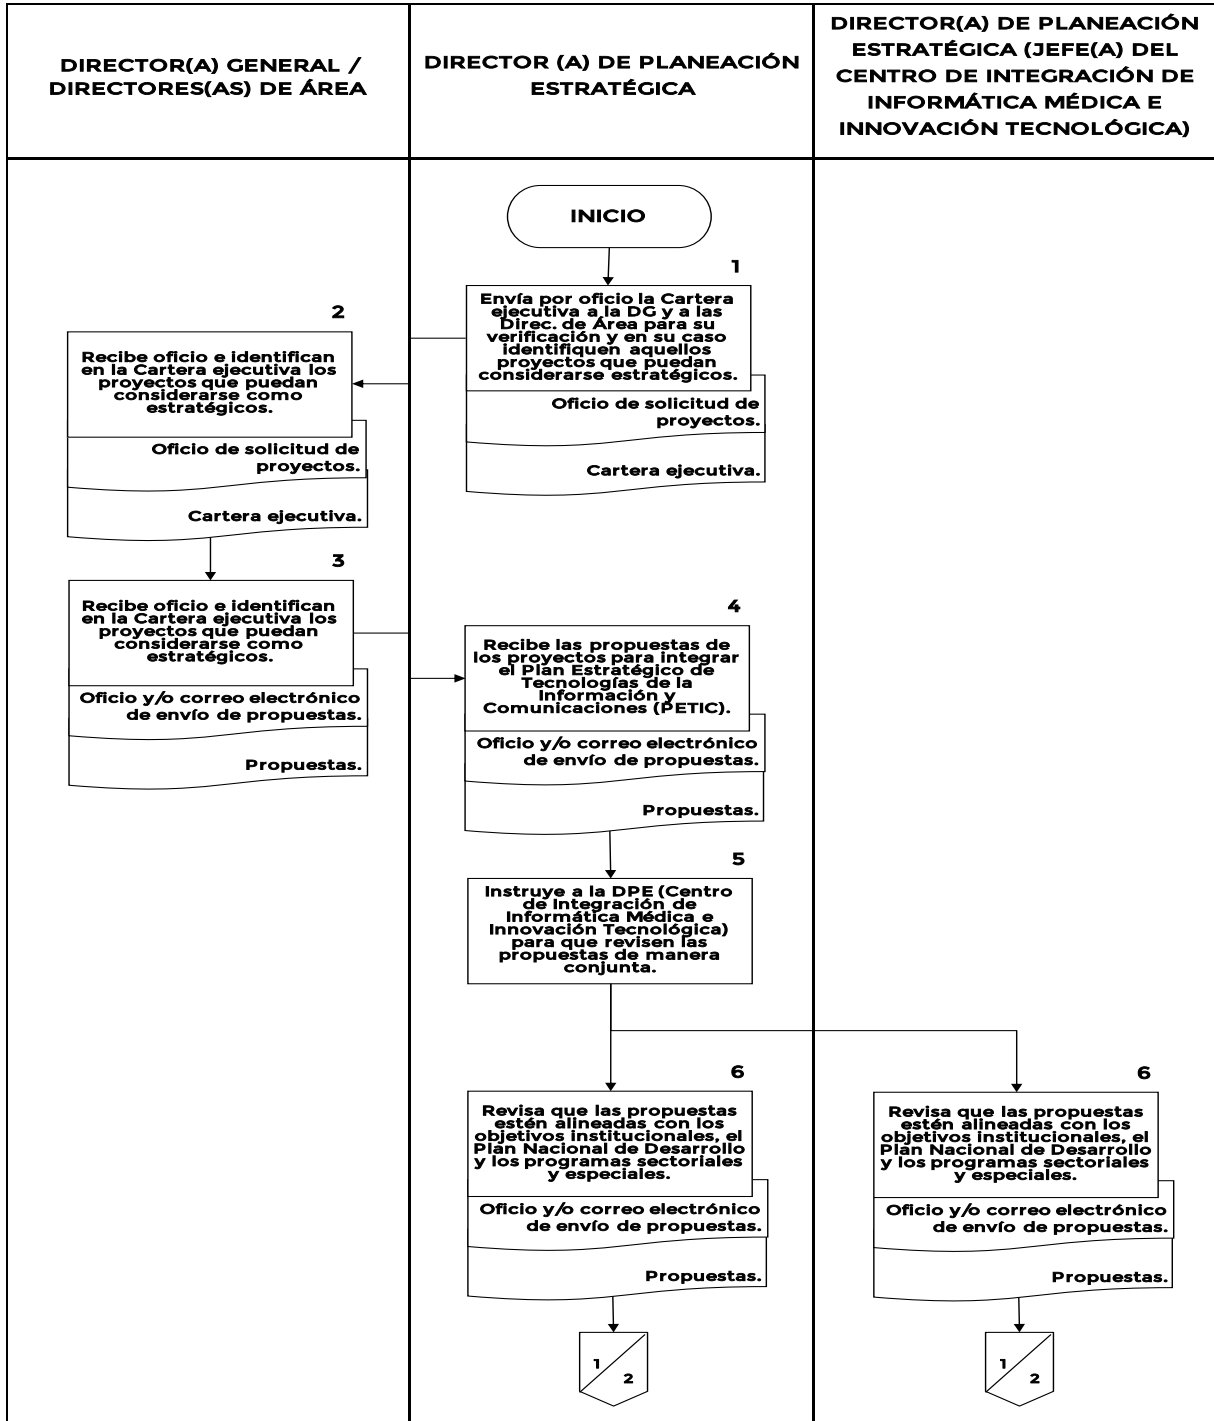 DIRECTOR(A) GENERAL /
DIRECTORES(AS) DE ÁREA
DIRECTOR (A) DE PLANEACIÓN
ESTRATÉGICA
DIRECTOR(A) DE PLANEACIÓN
ESTRATÉGICA (JEFE(A) DEL
CENTRO DE INTEGRACIÓN DE
INFORMÁTICA MÉDICA E
INNOVACIÓN TECNOLÓGICA)
INICIO
1
Envía por oficio la Cartera
ejecutiva a la DG y a las
Direc. de Área para su
verificación y en su caso
identifiquen aquellos
proyectos que puedan
considerarse estratégicos.
Oficio de solicitud de
proyectos.
Cartera ejecutiva.
2
Recibe oficio e identifican
en la Cartera ejecutiva los
proyectos que puedan
considerarse como
estratégicos.
Oficio de solicitud de
proyectos.
Cartera ejecutiva.
3
Recibe oficio e identifican
en la Cartera ejecutiva los
proyectos que puedan
considerarse como
estratégicos.
Oficio y/o correo electrónico
de envío de propuestas.
Propuestas.
4
Recibe las propuestas de
los proyectos para integrar
el Plan Estratégico de
Tecnologías de la
Información y
Comunicaciones (PETIC).
Oficio y/o correo electrónico
de envío de propuestas.
Propuestas.
5
Instruye a la DPE (Centro
de Integración de
Informática Médica e
Innovación Tecnológica)
para que revisen las
propuestas de manera
conjunta.
6
Revisa que las propuestas
estén alineadas con los
objetivos institucionales, el
Plan Nacional de Desarrollo
y los programas sectoriales
y especiales.
Oficio y/o correo electrónico
de envío de propuestas.
Propuestas.
1
2
6
Revisa que las propuestas
estén alineadas con los
objetivos institucionales, el
Plan Nacional de Desarrollo
y los programas sectoriales
y especiales.
Oficio y/o correo electrónico
de envío de propuestas.
Propuestas.
1
2